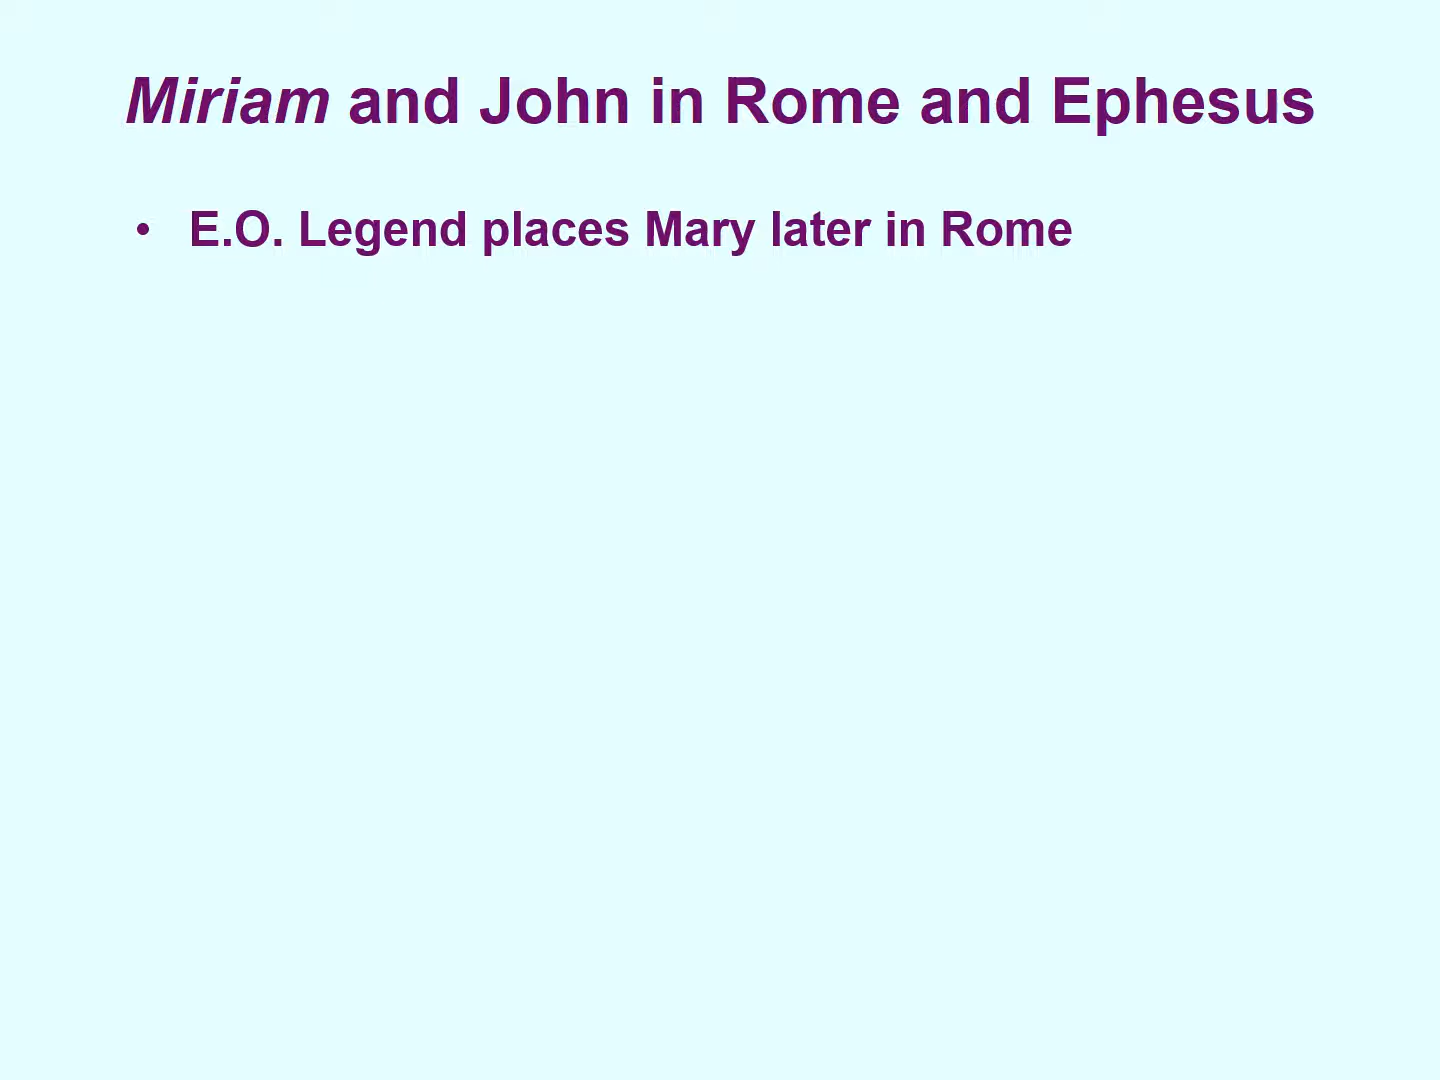 Miriam and John in Rome and Ephesus
• E.O. Legend places Mary later in Rome